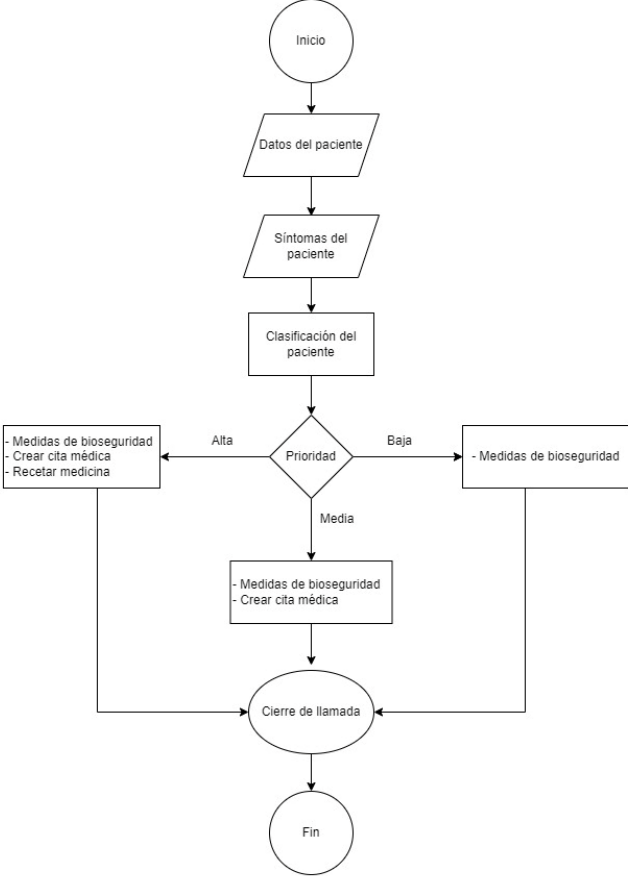 Inicio
Datos del paciente
Síntomas del
paciente
Clasificación del
paciente
Alta
Prioridad
Baja
- Medidas de bioseguridad
- Crear cita médica
- Recetar medicina
- Medidas de bioseguridad
Media
- Medidas de bioseguridad
- Crear cita médica
Cierre de llamada
Fin